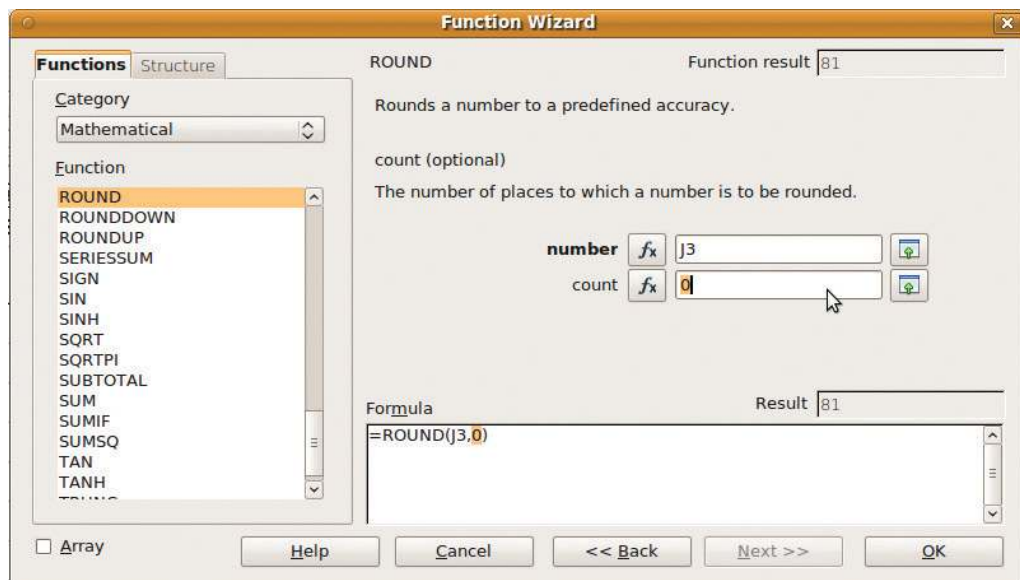 Function Wizard
Functions Structure
Category
Mathematical
Function
ROUND
ROUNDDOWN
ROUNDUP
SERIESSUM
SIGN
SIN
SINH
SQRT
SQRTPI
SUBTOTAL
SUM
SUMIF
SUMSQ
TAN
TANH
ROUND
Function result 81
Rounds a number to a predefined accuracy.
count (optional)
The number of places to which a number is to be rounded.
number fx J3
count fx 0
Formula
Result 81
=ROUND(J3,0)
Array
Help
Cancel
<< Back
Next >>
OK